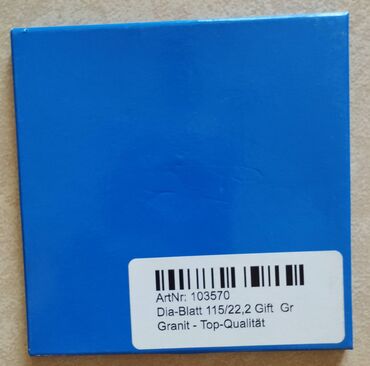 ArtNr: 103570
Dia-Blatt 115/22,2 Gift Gr
Granit - Top-Qualität